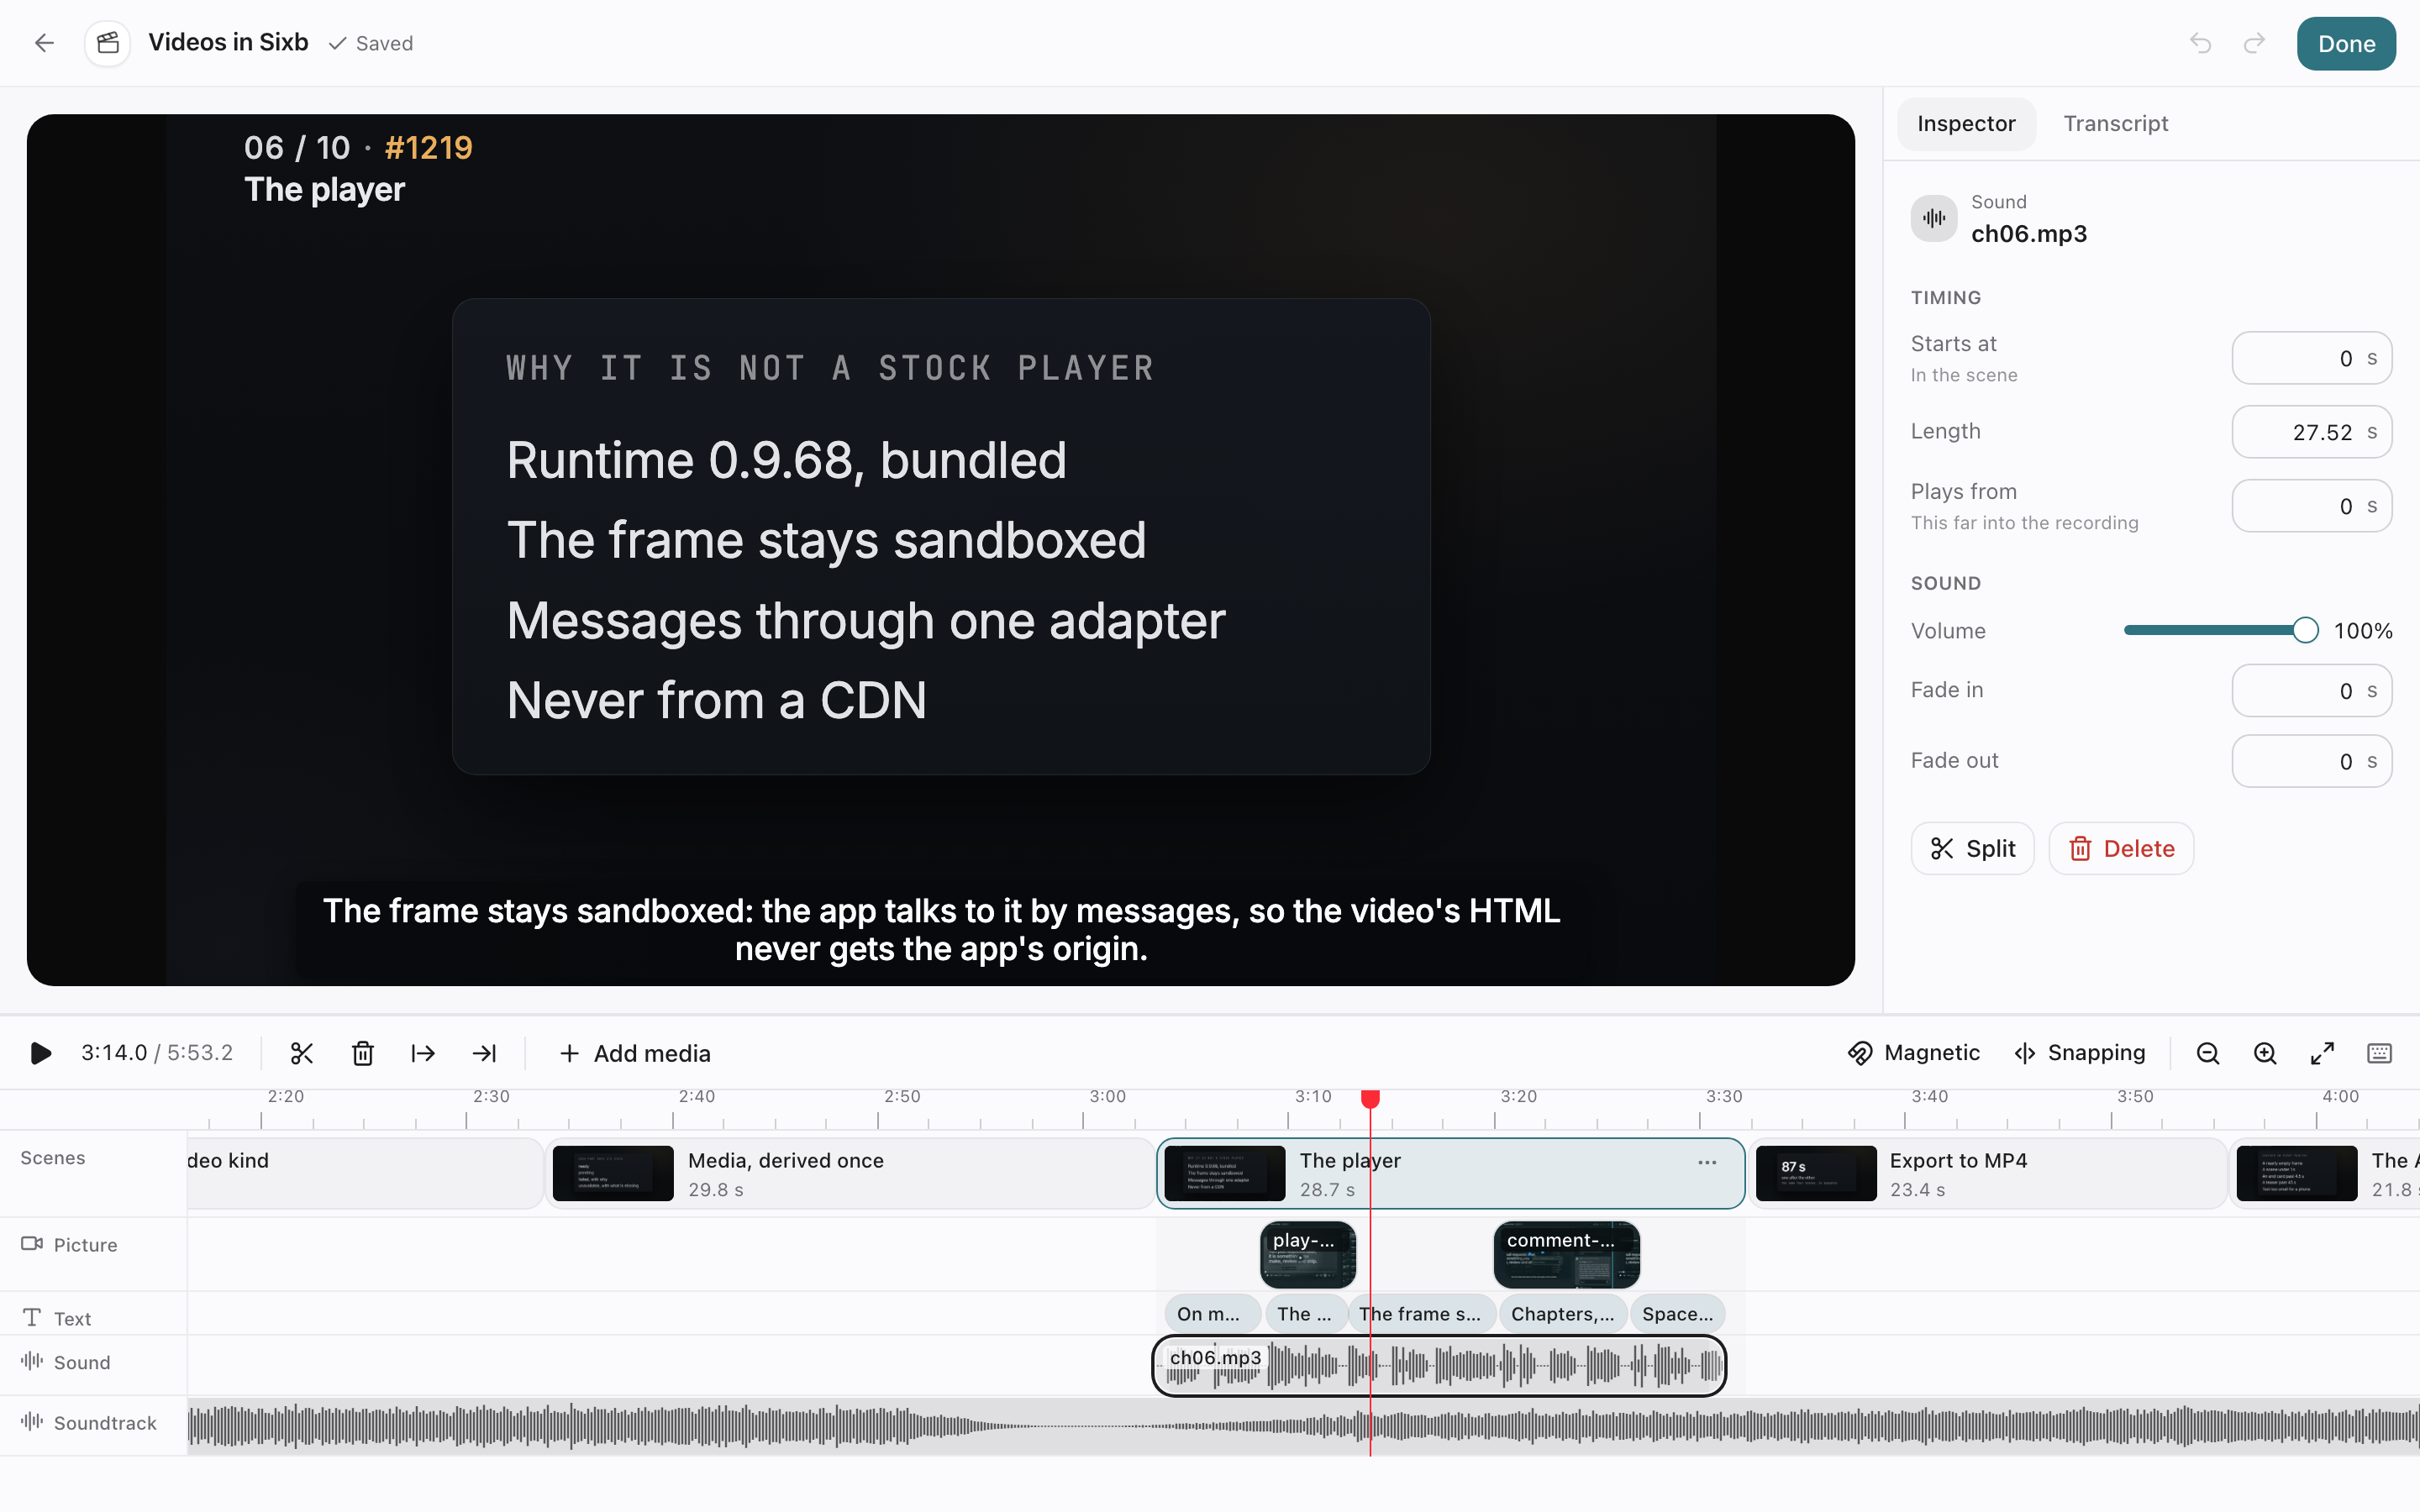 Videos in Sixb
Saved
Done
06 / 10 · #1219
The player
WHY IT IS NOT A STOCK PLAYER
Runtime 0.9.68, bundled
The frame stays sandboxed
Messages through one adapter
Never from a CDN
The frame stays sandboxed: the app talks to it by messages, so the video's HTML
never gets the app's origin.
Inspector
Transcript
Sound
ch06.mp3
TIMING
Starts at
0 s
In the scene
Length
27.52 s
Plays from
0 s
This far into the recording
SOUND
Volume
100%
Fade in
0 s
Fade out
0 s
Split
Delete
3:14.0 / 5:53.2
Add media
Magnetic
Snapping
2:20
2:30
2:40
2:50
3:00
3:10
3:20
3:30
3:40
3:50
4:00
Scenes
deo kind
Media, derived once
29.8 s
The player
28.7 s
87 s
Export to MP4
23.4 s
The A
21.8 s
Picture
play-...
comment-...
Text
On m...
The ...
The frame s...
Chapters,...
Space...
Sound
ch06.mp3
Soundtrack